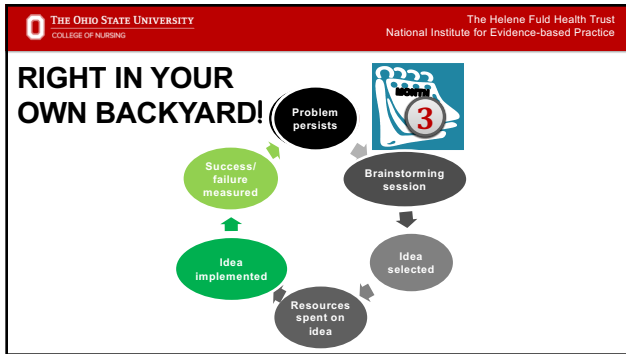 THE OHIO STATE UNIVERSITY
COLLEGE OF NURSING
The Helene Fuld Health Trust
National Institute for Evidence-based Practice
RIGHT IN YOUR
OWN BACKYARD!
MONTH
3
Problem
persists
Brainstorming
session
Idea
selected
Resources
spent on
idea
Idea
implemented
Success/
failure
measured